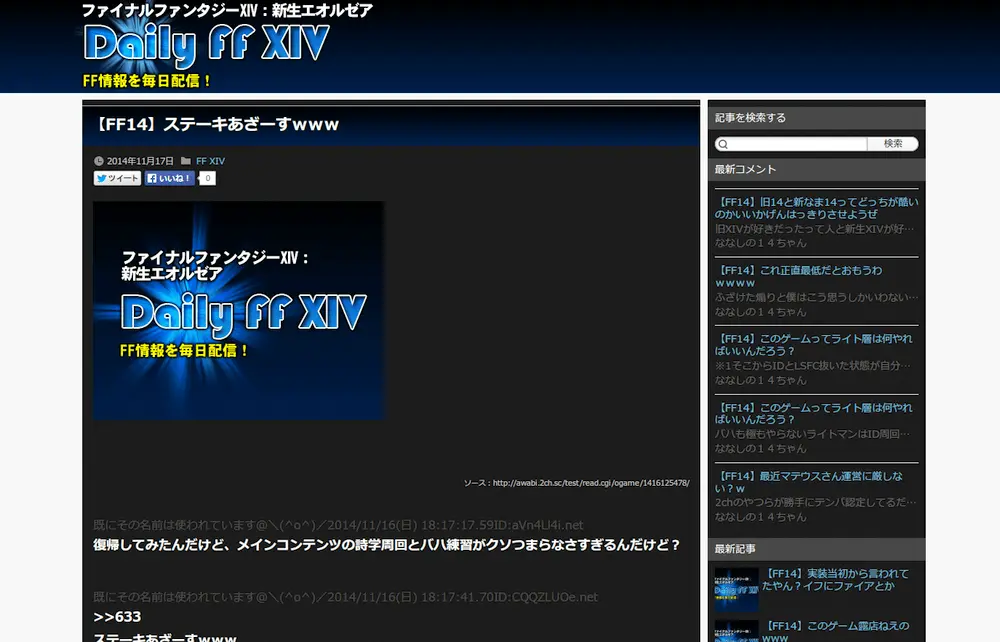 ファイナルファンタジーXIV：新生エオルゼア
Daily FF XIV
FF情報を毎日配信！
【FF14】ステーキあざーすｗｗｗ
2014年11月17日 FF XIV
ツイート いいね！ 0
ファイナルファンタジーXIV：
新生エオルゼア
Daily FF XIV
FF情報を毎日配信！
ソース：http://awabi.2ch.sc/test/read.cgi/ogame/1416125478/
既にその名前は使われています@＼(^o^)／2014/11/16(日) 18:17:17.59ID:aVn4Ll4i.net
復帰してみたんだけど、メインコンテンツの詩学周回とバハ練習がクソつまらなさすぎるんだけど？
既にその名前は使われています@＼(^o^)／2014/11/16(日) 18:17:41.70ID:CQQZLUOe.net
>>633
ステーキあざーすｗｗｗ
記事を検索する
検索
最新コメント
【FF14】旧14と新なま14ってどっちが酷い
のかいいかげんはっきりさせようぜ
旧XIVが好きだったって人と新生XIVが好…
ななしの１４ちゃん
【FF14】これ正直最低だとおもうわ
ｗｗｗｗ
ふざけた煽りと僕はこう思うしかいわない…
ななしの１４ちゃん
【FF14】このゲームってライト層は何やれ
ばいいんだろう？
※1そこからIDとLSFC抜いた状態が自分…
ななしの１４ちゃん
【FF14】このゲームってライト層は何やれ
ばいいんだろう？
バハも極もやらないライトマンはID周回…
ななしの１４ちゃん
【FF14】最近マテウスさん運営に厳しな
い？ｗ
2chのやつらが勝手にテンパ認定してるだ…
ななしの１４ちゃん
最新記事
【FF14】実装当初から言われて
たやん？イフにファイアとか
【FF14】このゲーム露店ねえの
www